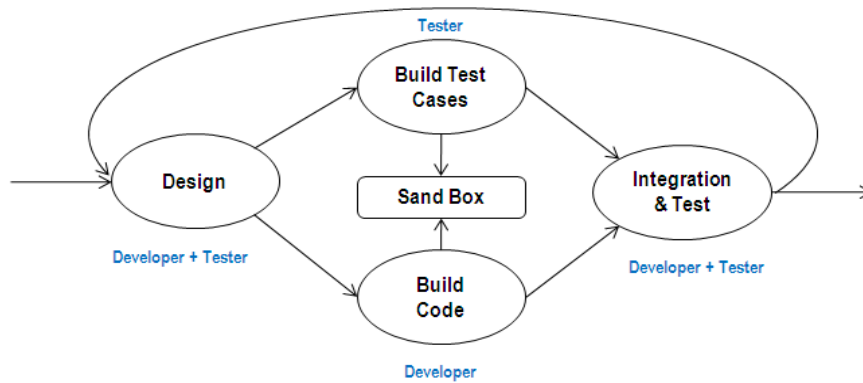 Tester
Build Test
Cases
Design
Sand Box
Integration
& Test
Developer + Tester
Developer + Tester
Build
Code
Developer